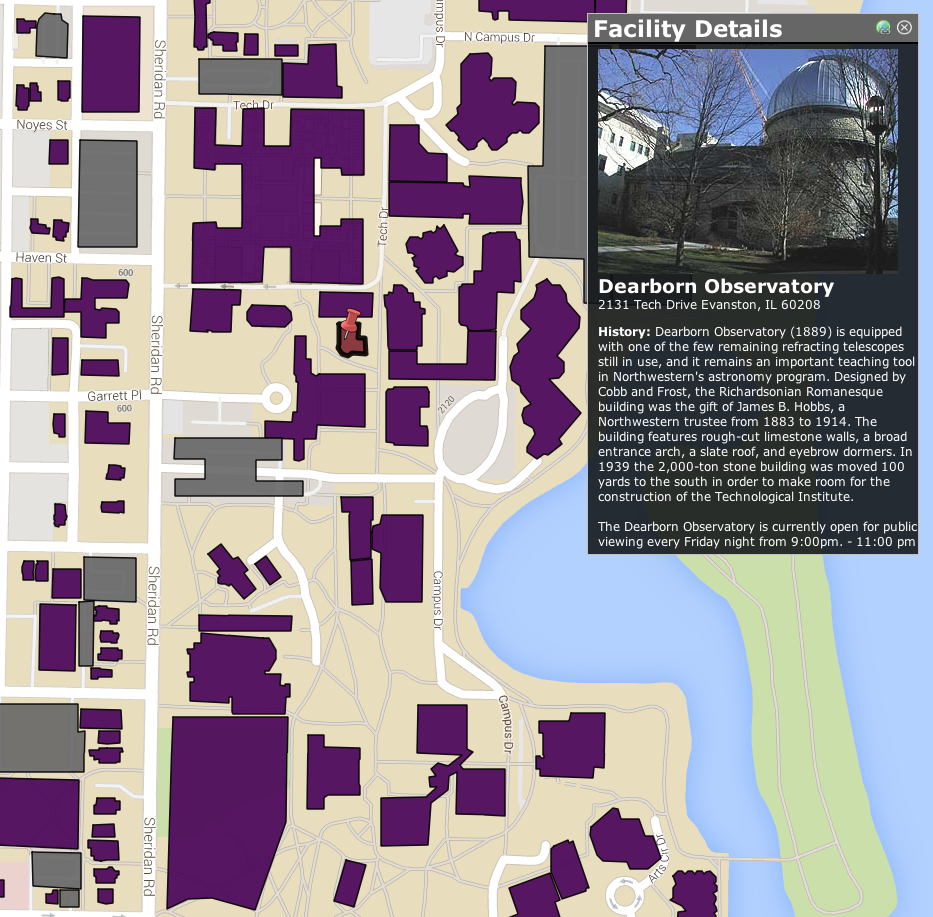 Campus Dr
N Campus Dr
Sheridan Rd
Tech Dr
Noyes St
Tech Dr
Haven St
600
Sheridan Rd
Garrett Pl
600
2120
Sheridan Rd
Campus Dr
Campus Dr
Sheridan Rd
Arts Cir Dr
Facility Details
Dearborn Observatory
2131 Tech Drive Evanston, IL 60208
History: Dearborn Observatory (1889) is equipped
with one of the few remaining refracting telescopes
still in use, and it remains an important teaching tool
in Northwestern's astronomy program. Designed by
Cobb and Frost, the Richardsonian Romanesque
building was the gift of James B. Hobbs, a
Northwestern trustee from 1883 to 1914. The
building features rough-cut limestone walls, a broad
entrance arch, a slate roof, and eyebrow dormers. In
1939 the 2,000-ton stone building was moved 100
yards to the south in order to make room for the
construction of the Technological Institute.
The Dearborn Observatory is currently open for public
viewing every Friday night from 9:00pm. - 11:00 pm